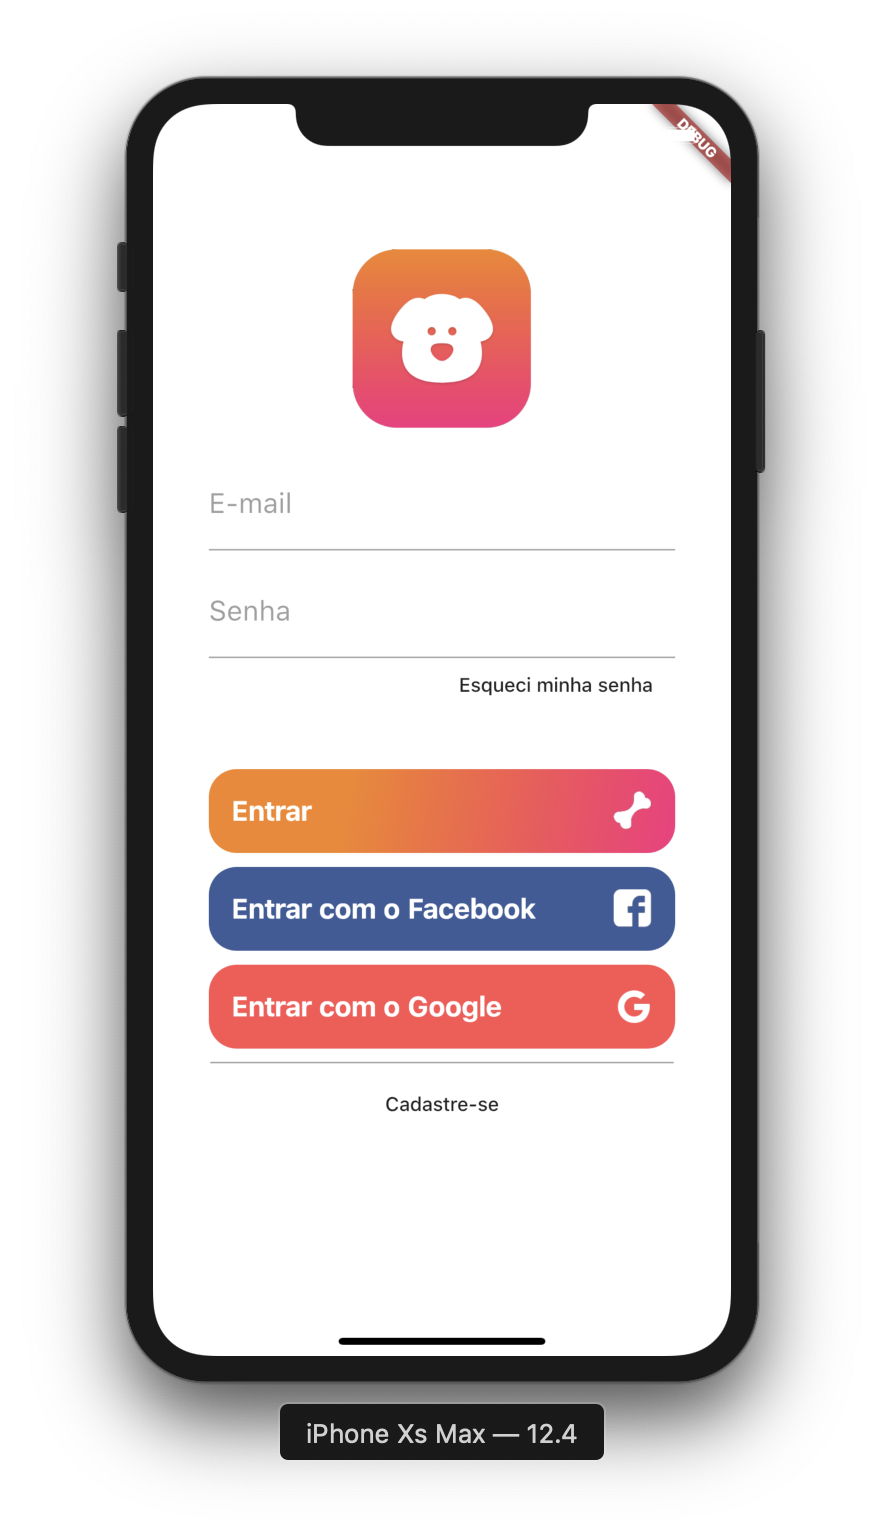 DEBUG
E-mail
Senha
Esqueci minha senha
Entrar
Entrar com o Facebook
Entrar com o Google
Cadastre-se
iPhone Xs Max — 12.4